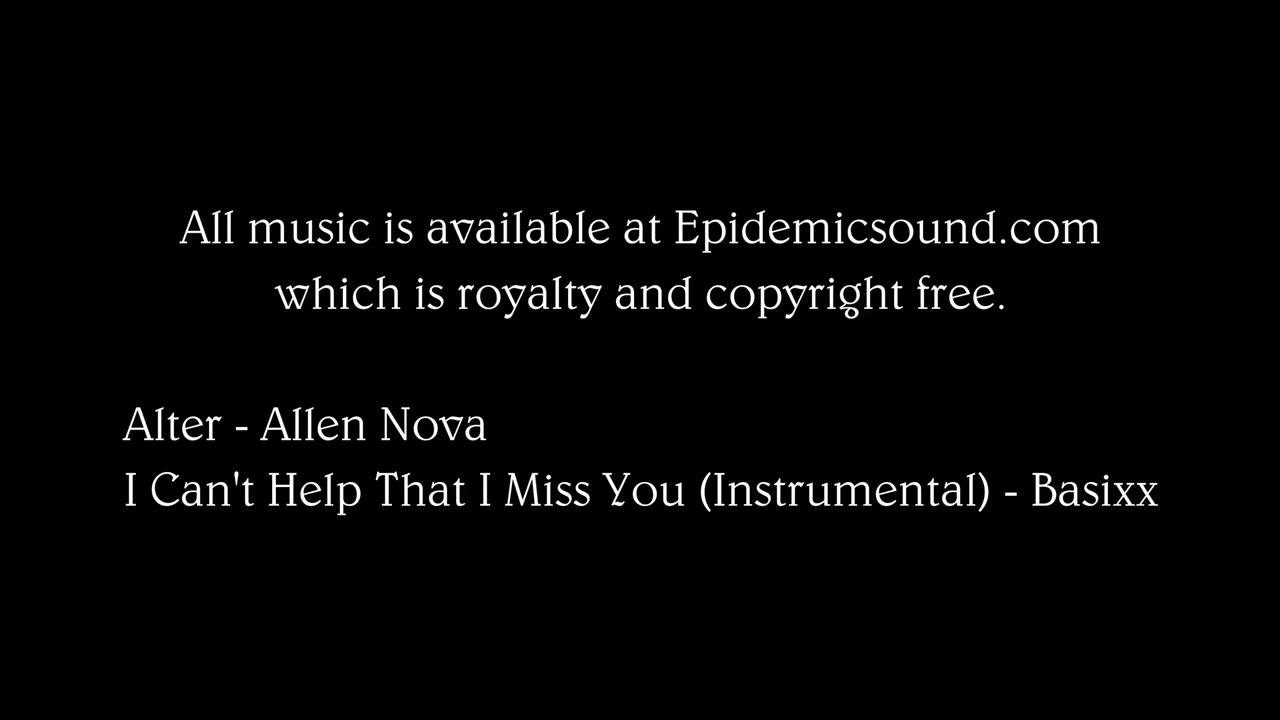 All music is available at Epidemicsound.com
which is royalty and copyright free.
Alter - Allen Nova
I Can't Help That I Miss You (Instrumental) - Basixx